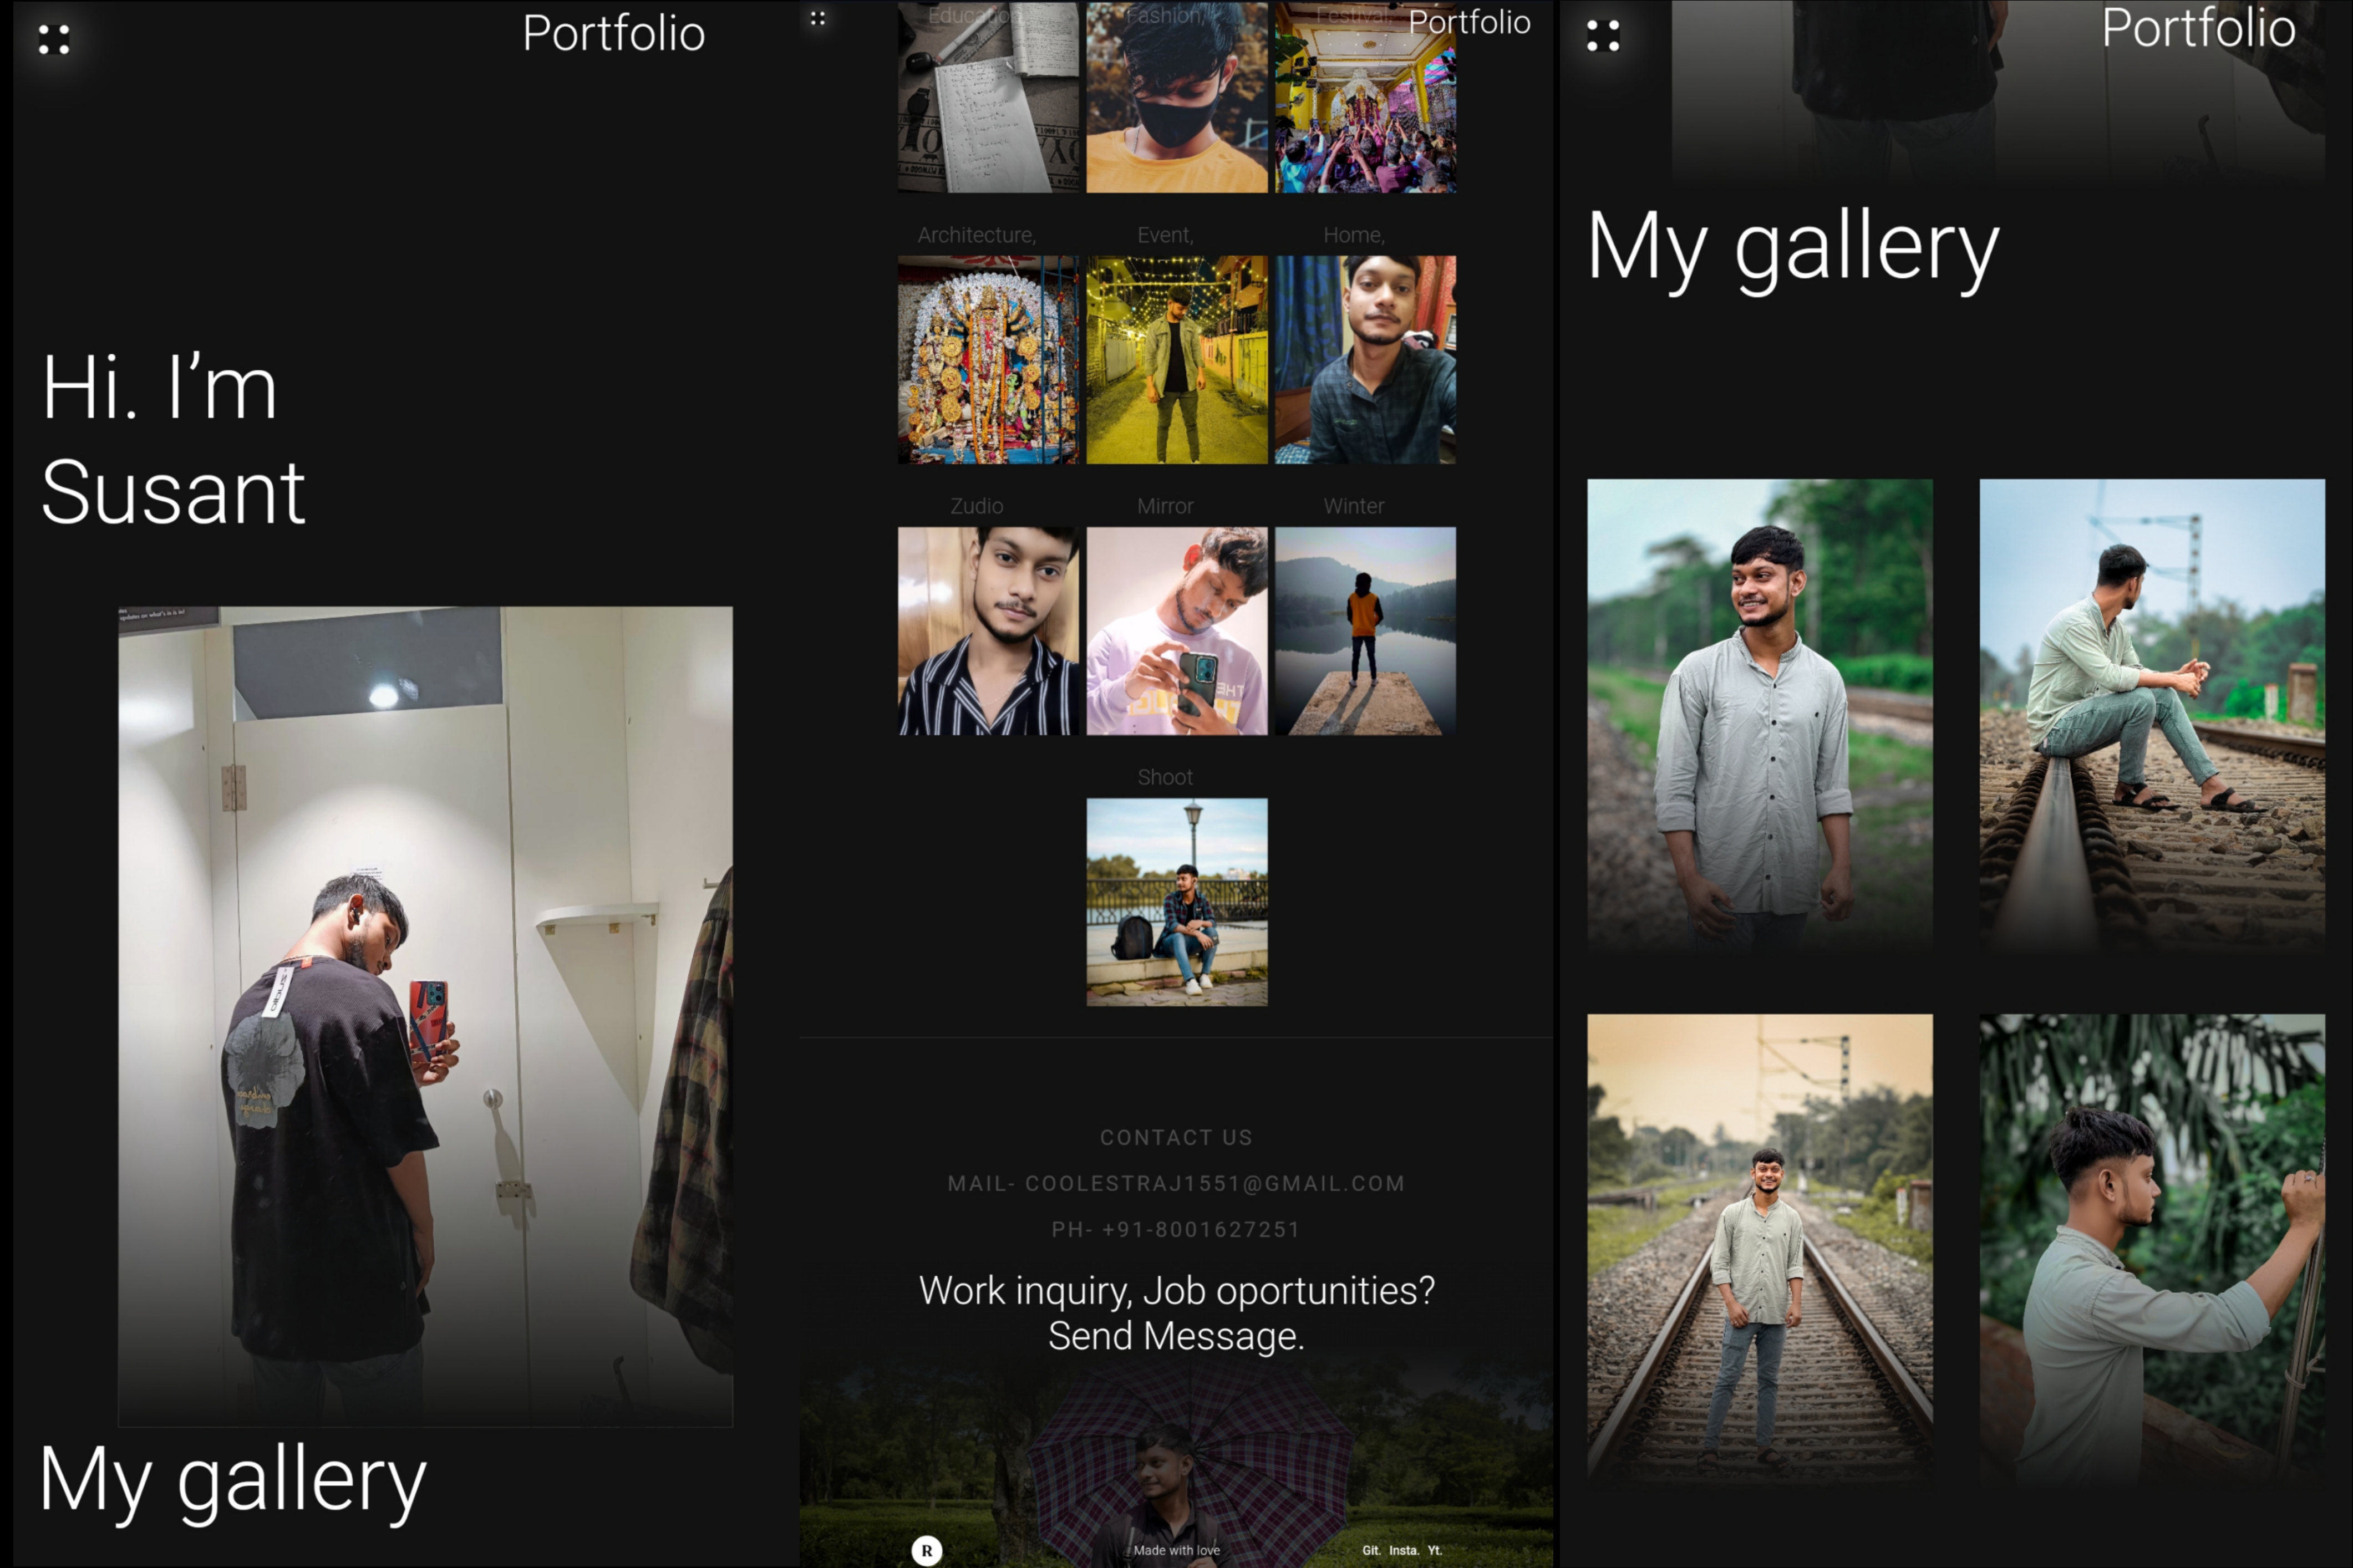 Portfolio
Hi. I'm
Susant
My gallery
Education,
Fashion,
Festival,
Portfolio
Architecture,
Event,
Home,
Zudio
Mirror
Winter
Shoot
CONTACT US
MAIL- COOLESTRAJ1551@GMAIL.COM
PH- +91-8001627251
Work inquiry, Job oportunities?
Send Message.
R
Made with love
Git. Insta. Yt.
Portfolio
My gallery